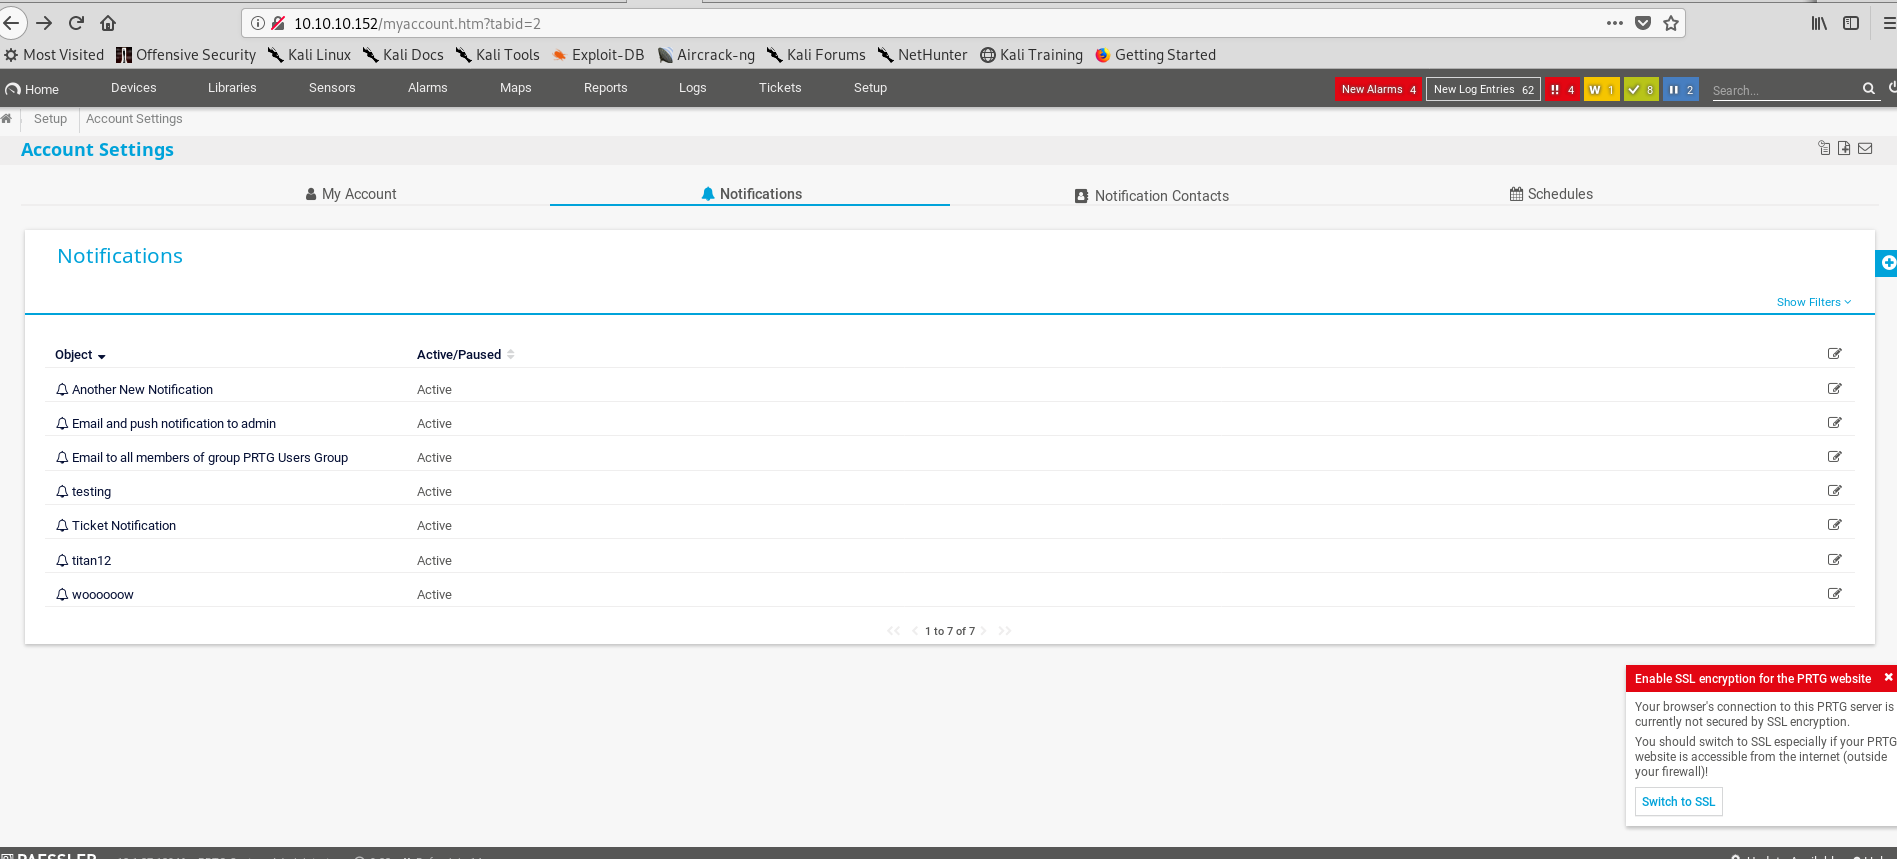 10.10.10.152/myaccount.htm?tabid=2
Most Visited Offensive Security Kali Linux Kali Docs Kali Tools Exploit-DB Aircrack-ng Kali Forums NetHunter Kali Training Getting Started
Home Devices Libraries Sensors Alarms Maps Reports Logs Tickets Setup New Alarms 4 New Log Entries 62 !! 4 W 1 8 2 Search...
Setup Account Settings
Account Settings
My Account Notifications Notification Contacts Schedules
Notifications
Show Filters
Object Active/Paused
Another New Notification Active
Email and push notification to admin Active
Email to all members of group PRTG Users Group Active
testing Active
Ticket Notification Active
titan12 Active
woooooow Active
<< < 1 to 7 of 7 > >>
Enable SSL encryption for the PRTG website
Your browser's connection to this PRTG server is
currently not secured by SSL encryption.
You should switch to SSL especially if your PRTG
website is accessible from the internet (outside
your firewall)!
Switch to SSL
PAESSLER